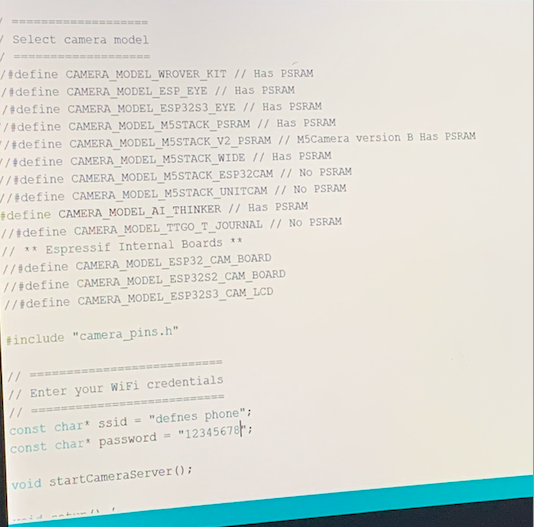 / ===================
/ Select camera model
/ ===================
/#define CAMERA_MODEL_WROVER_KIT // Has PSRAM
/#define CAMERA_MODEL_ESP_EYE // Has PSRAM
/#define CAMERA_MODEL_ESP32S3_EYE // Has PSRAM
/#define CAMERA_MODEL_M5STACK_PSRAM // Has PSRAM
//#define CAMERA_MODEL_M5STACK_V2_PSRAM // M5Camera version B Has PSRAM
//#define CAMERA_MODEL_M5STACK_WIDE // Has PSRAM
//#define CAMERA_MODEL_M5STACK_ESP32CAM // No PSRAM
//#define CAMERA_MODEL_M5STACK_UNITCAM // No PSRAM
#define CAMERA_MODEL_AI_THINKER // Has PSRAM
//#define CAMERA_MODEL_TTGO_T_JOURNAL // No PSRAM
// ** Espressif Internal Boards **
//#define CAMERA_MODEL_ESP32_CAM_BOARD
//#define CAMERA_MODEL_ESP32S2_CAM_BOARD
//#define CAMERA_MODEL_ESP32S3_CAM_LCD
#include "camera_pins.h"
// ===========================
// Enter your WiFi credentials
// ===========================
const char* ssid = "defnes phone";
const char* password = "12345678";
void startCameraServer();